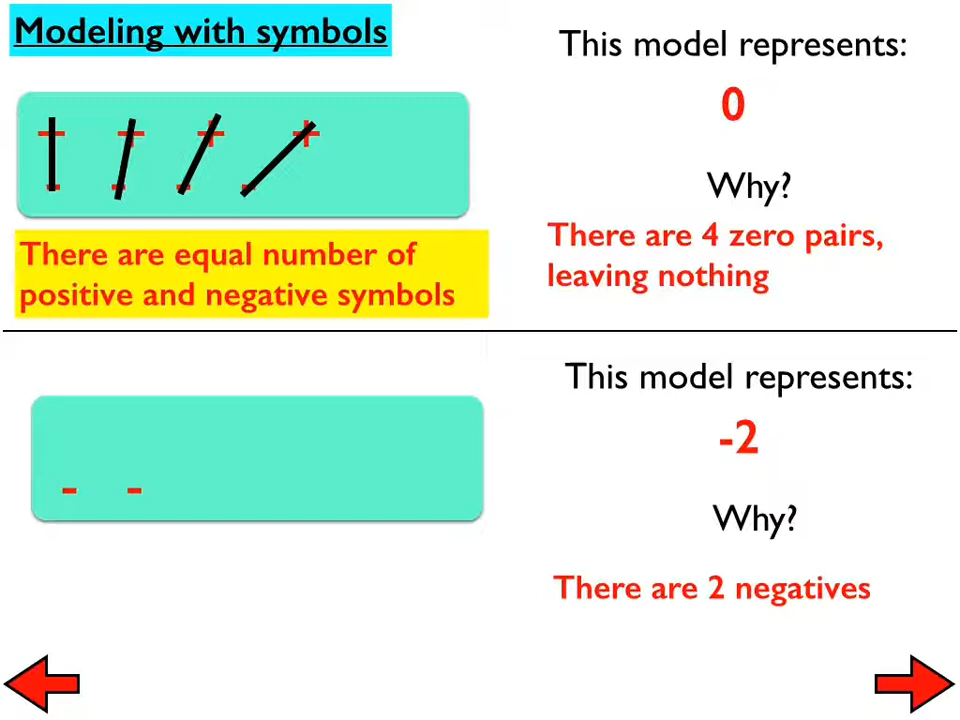 Modeling with symbols
This model represents:
0
+ + + +
- - - -
Why?
There are 4 zero pairs,
leaving nothing
There are equal number of
positive and negative symbols
This model represents:
-2
- -
Why?
There are 2 negatives